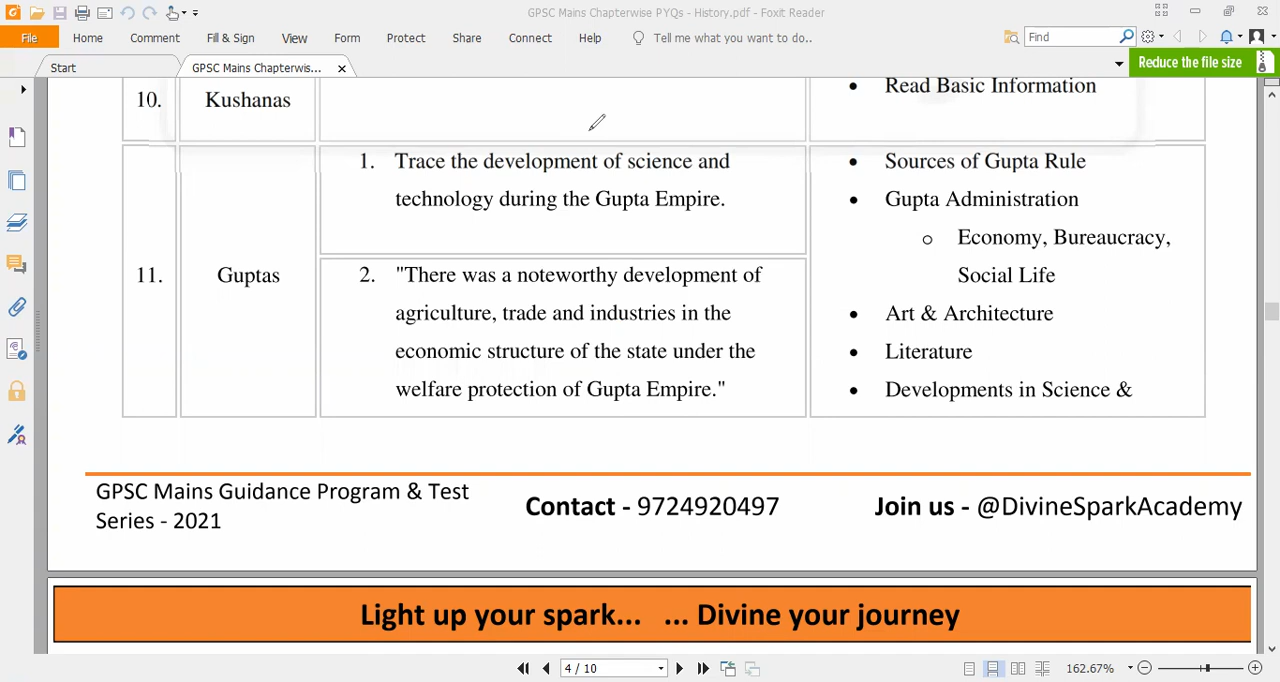 GPSC Mains Chapterwise PYQs - History.pdf - Foxit Reader
File Home Comment Fill & Sign View Form Protect Share Connect Help Tell me what you want to do.. Find
Start GPSC Mains Chapterwis... Reduce the file size
10. Kushanas
Read Basic Information
11. Guptas
1. Trace the development of science and
technology during the Gupta Empire.
2. "There was a noteworthy development of
agriculture, trade and industries in the
economic structure of the state under the
welfare protection of Gupta Empire."
Sources of Gupta Rule
Gupta Administration
Economy, Bureaucracy,
Social Life
Art & Architecture
Literature
Developments in Science &
GPSC Mains Guidance Program & Test
Series - 2021
Contact - 9724920497
Join us - @DivineSparkAcademy
Light up your spark... ... Divine your journey
4 / 10
162.67%